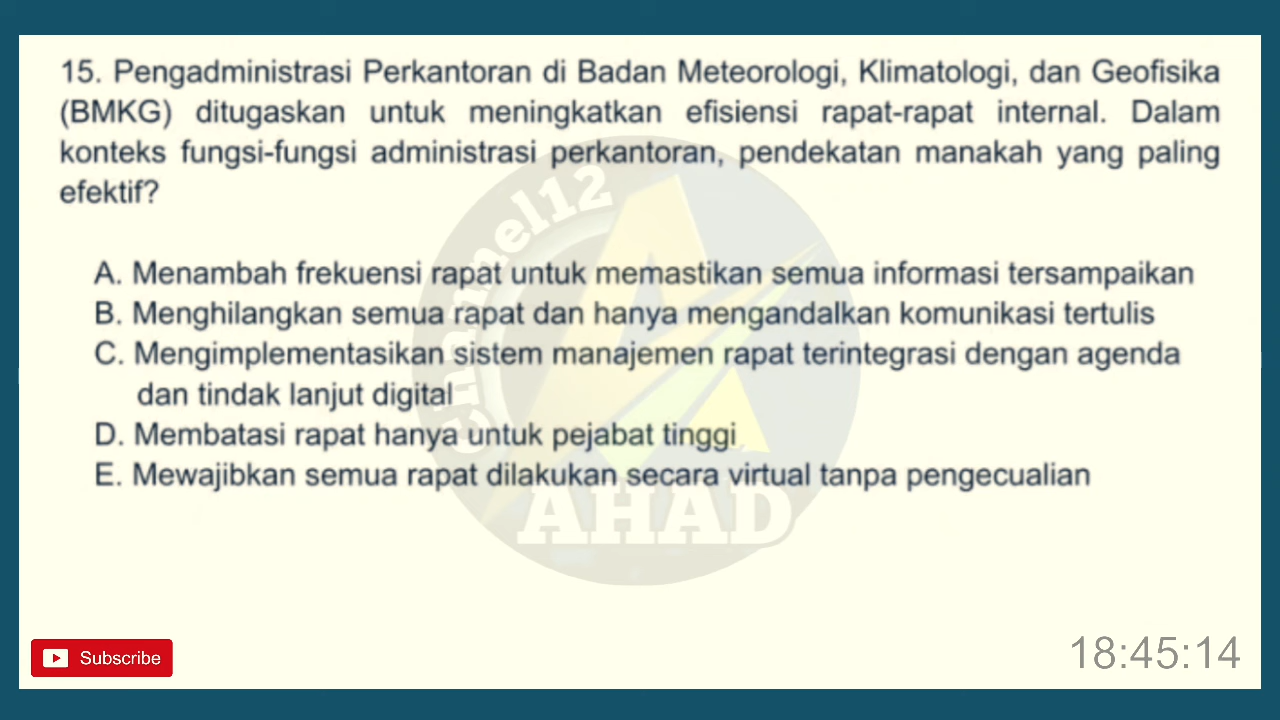 15. Pengadministrasi Perkantoran di Badan Meteorologi, Klimatologi, dan Geofisika
(BMKG) ditugaskan untuk meningkatkan efisiensi rapat-rapat internal. Dalam
konteks fungsi-fungsi administrasi perkantoran, pendekatan manakah yang paling
efektif?
A. Menambah frekuensi rapat untuk memastikan semua informasi tersampaikan
B. Menghilangkan semua rapat dan hanya mengandalkan komunikasi tertulis
C. Mengimplementasikan sistem manajemen rapat terintegrasi dengan agenda
dan tindak lanjut digital
D. Membatasi rapat hanya untuk pejabat tinggi
E. Mewajibkan semua rapat dilakukan secara virtual tanpa pengecualian
Channel12
AHAD
Subscribe
18:45:14